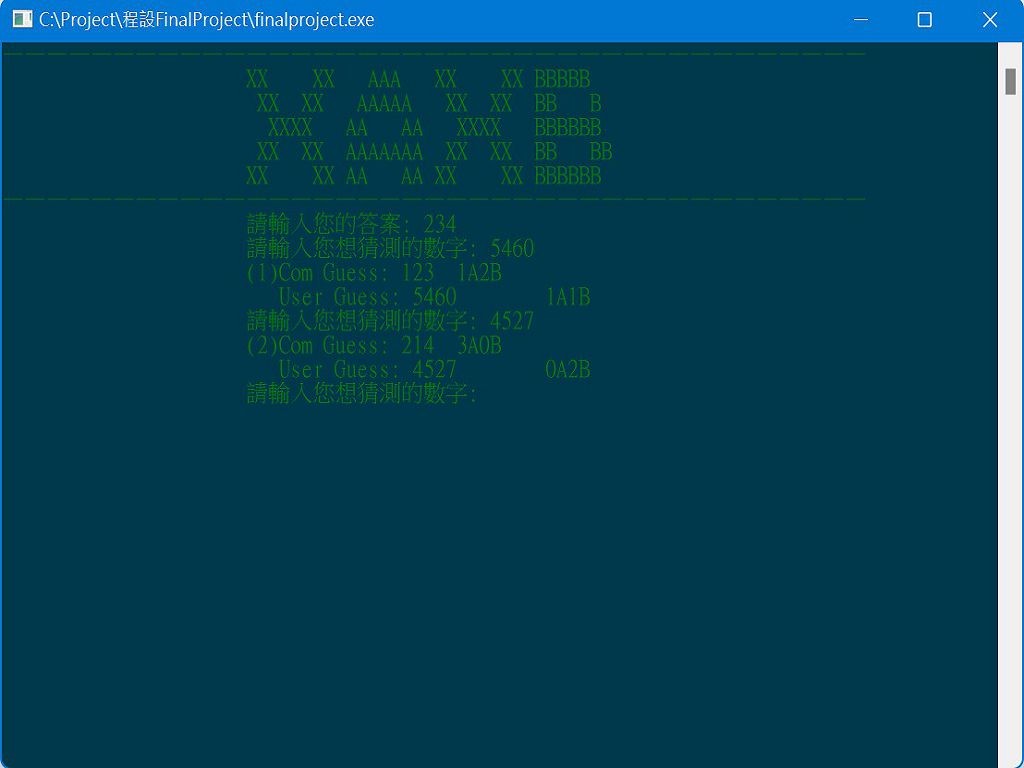 C:\Project\程設FinalProject\finalproject.exe
XX    XX   AAA   XX    XX BBBBB
 XX  XX   AAAAA   XX  XX  BB   B
  XXXX   AA   AA   XXXX   BBBBBB
 XX  XX  AAAAAAA  XX  XX  BB   BB
XX    XX AA   AA XX    XX BBBBBB
請輸入您的答案: 234
請輸入您想猜測的數字: 5460
(1)Com Guess: 123  1A2B
   User Guess: 5460        1A1B
請輸入您想猜測的數字: 4527
(2)Com Guess: 214  3A0B
   User Guess: 4527        0A2B
請輸入您想猜測的數字: